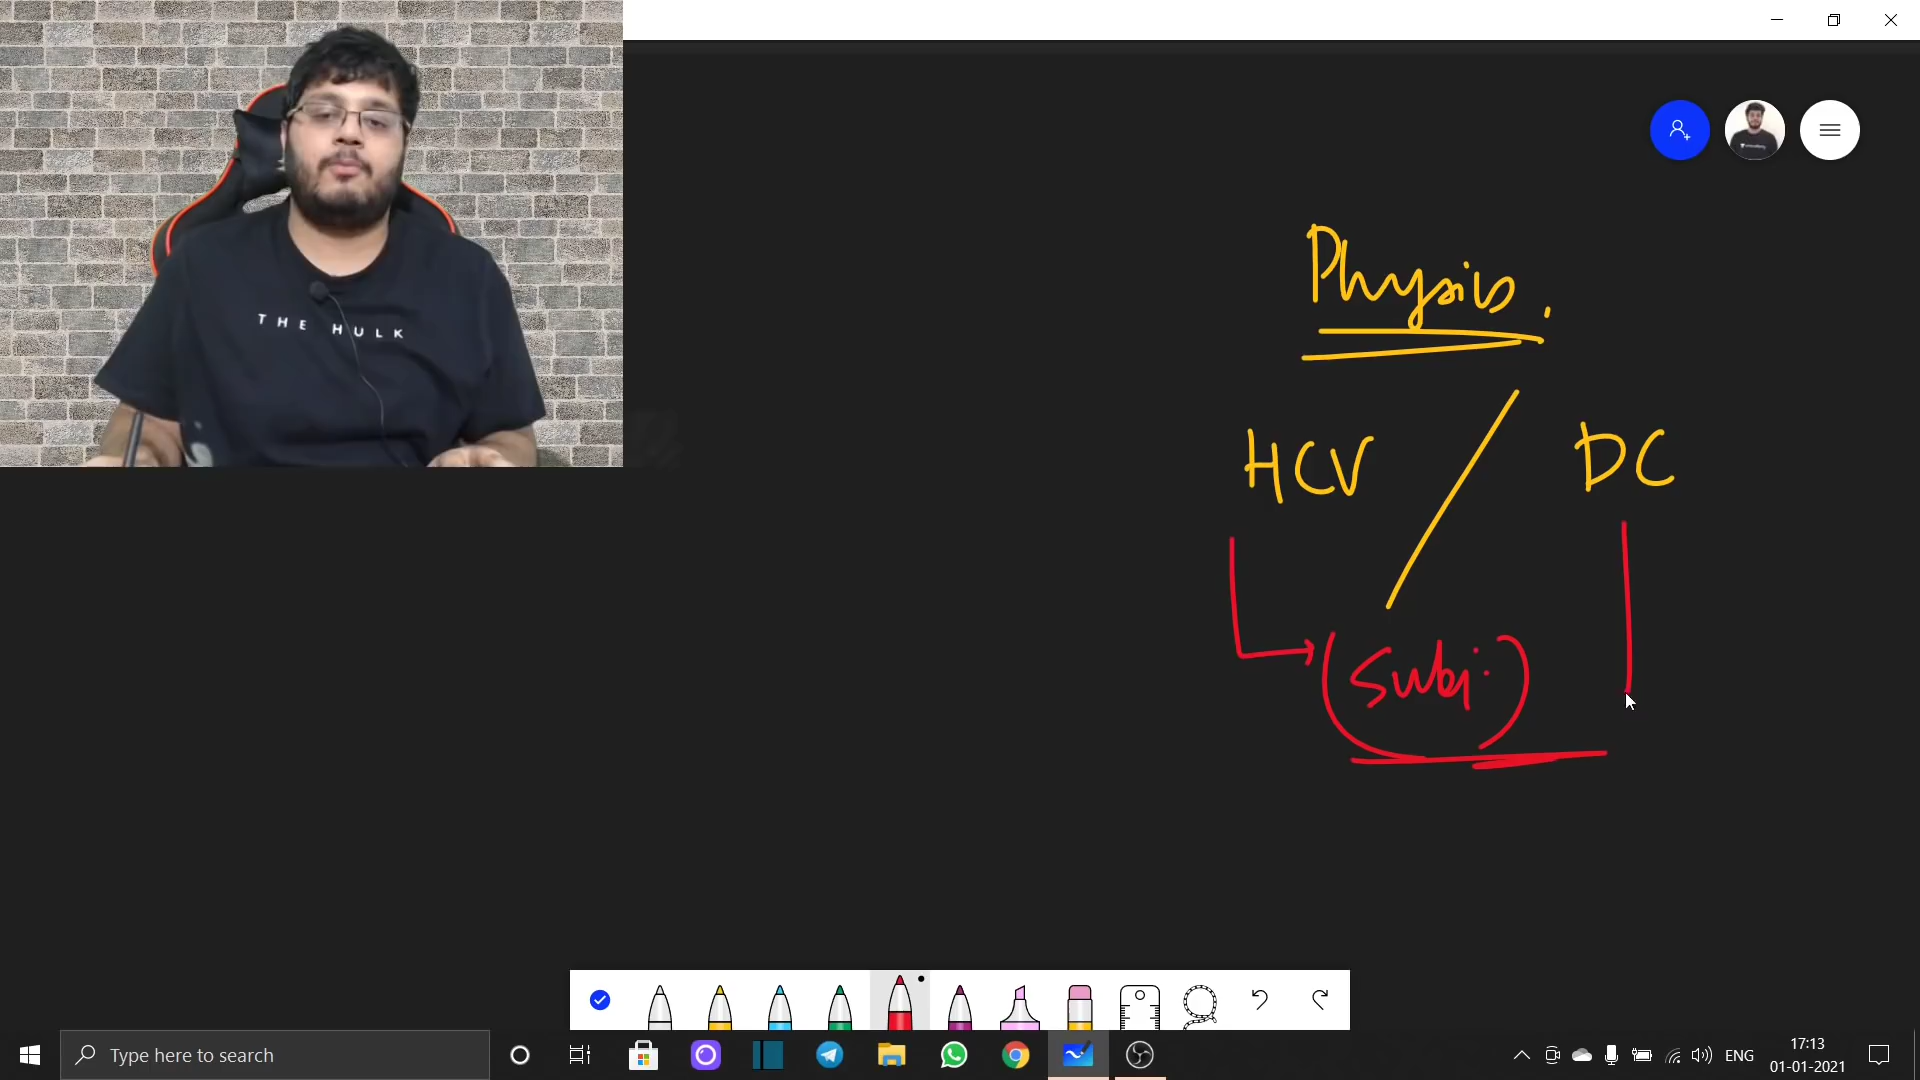 THE HULK
Physics.
HCV / DC
(Subj:)
Type here to search
ENG
17:13
01-01-2021